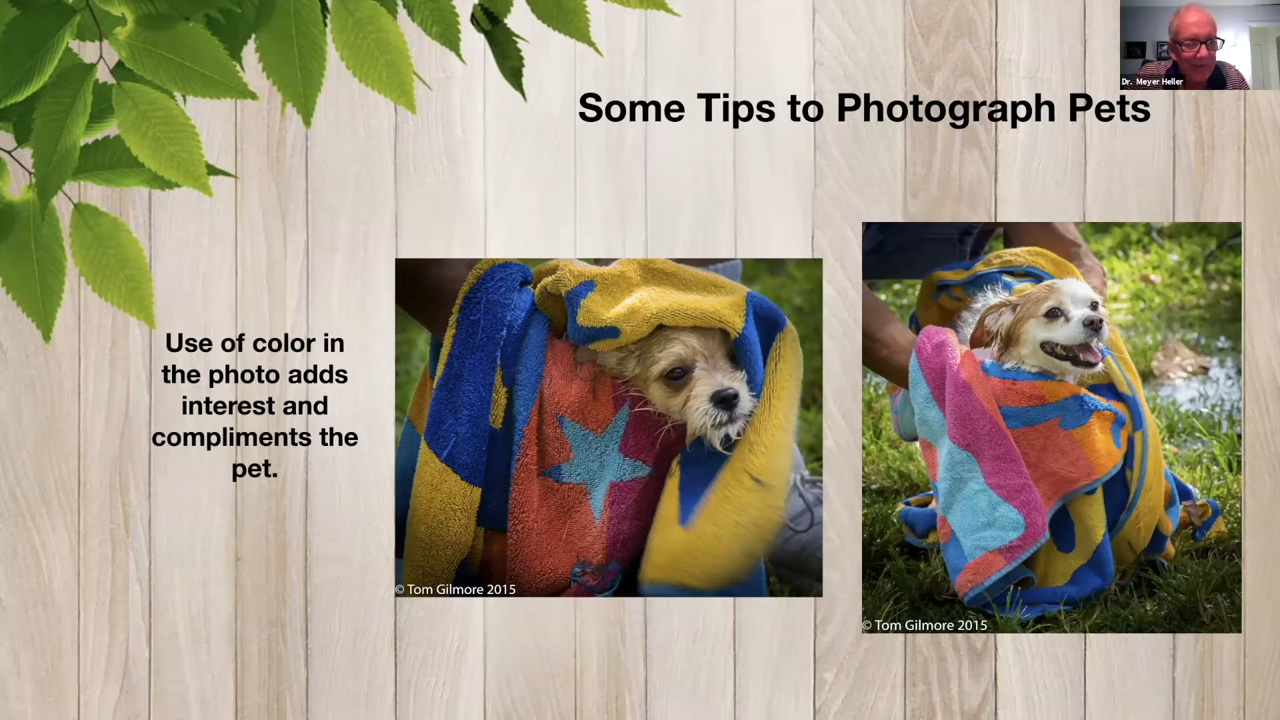 Dr. Meyer Heller
Some Tips to Photograph Pets
Use of color in
the photo adds
interest and
compliments the
pet.
© Tom Gilmore 2015
© Tom Gilmore 2015